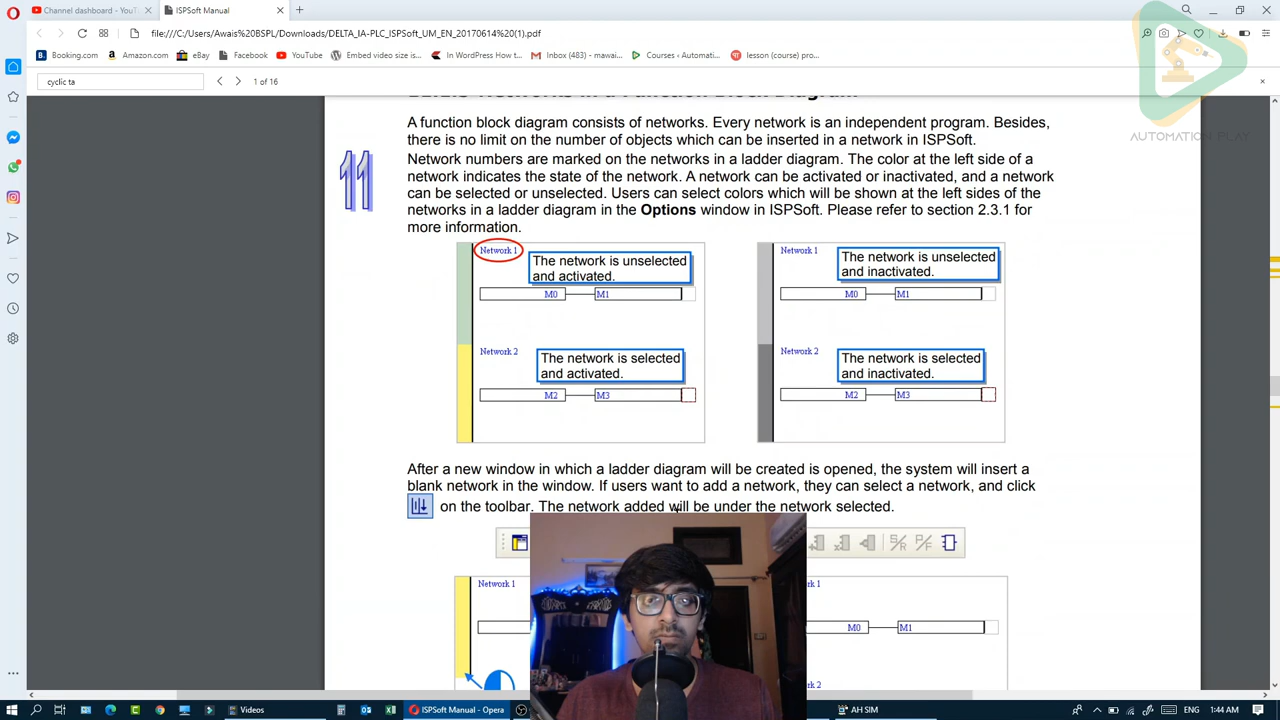 Channel dashboard - YouT
ISPSoft Manual
file:///C:/Users/Awais%20BSPL/Downloads/DELTA_IA-PLC_ISPSoft_UM_EN_20170614%20(1).pdf
Booking.com
Amazon.com
eBay
Facebook
YouTube
Embed video size is...
In WordPress How t...
Inbox (483) - mawai...
Courses ‹ Automati...
lesson (course) pro...
cyclic ta
1 of 16
AUTOMATION PLAY
A function block diagram consists of networks. Every network is an independent program. Besides,
there is no limit on the number of objects which can be inserted in a network in ISPSoft.
11
Network numbers are marked on the networks in a ladder diagram. The color at the left side of a
network indicates the state of the network. A network can be activated or inactivated, and a network
can be selected or unselected. Users can select colors which will be shown at the left sides of the
networks in a ladder diagram in the Options window in ISPSoft. Please refer to section 2.3.1 for
more information.
Network 1
The network is unselected
and activated.
M0 M1
Network 2
The network is selected
and activated.
M2 M3
Network 1
The network is unselected
and inactivated.
M0 M1
Network 2
The network is selected
and inactivated.
M2 M3
After a new window in which a ladder diagram will be created is opened, the system will insert a
blank network in the window. If users want to add a network, they can select a network, and click
on the toolbar. The network added will be under the network selected.
S/R P/F
Network 1
M0 M1
Videos
ISPSoft Manual - Opera
AH SIM
ENG 1:44 AM